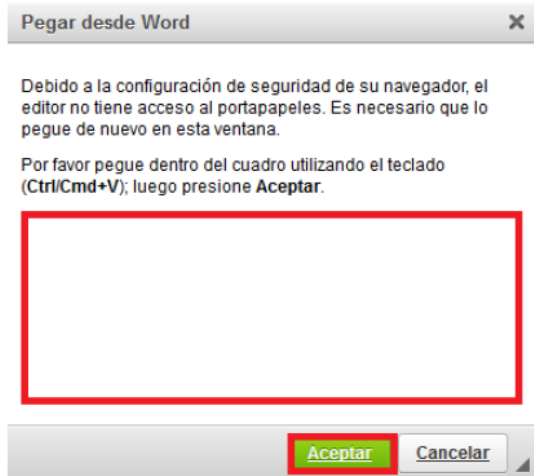 Pegar desde Word
Debido a la configuración de seguridad de su navegador, el
editor no tiene acceso al portapapeles. Es necesario que lo
pegue de nuevo en esta ventana.
Por favor pegue dentro del cuadro utilizando el teclado
(Ctrl/Cmd+V); luego presione Aceptar.
Aceptar Cancelar